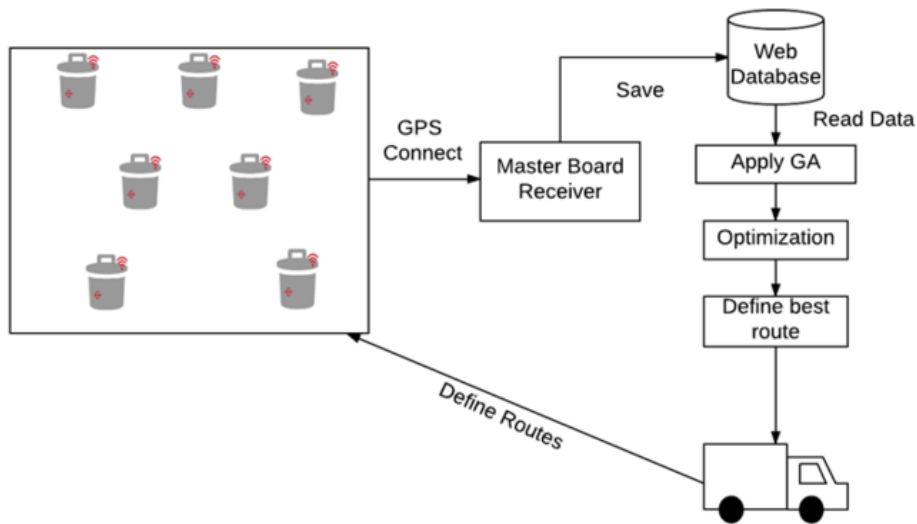 GPS
Connect
Master Board
Receiver
Save
Web
Database
Read Data
Apply GA
Optimization
Define best
route
Define Routes